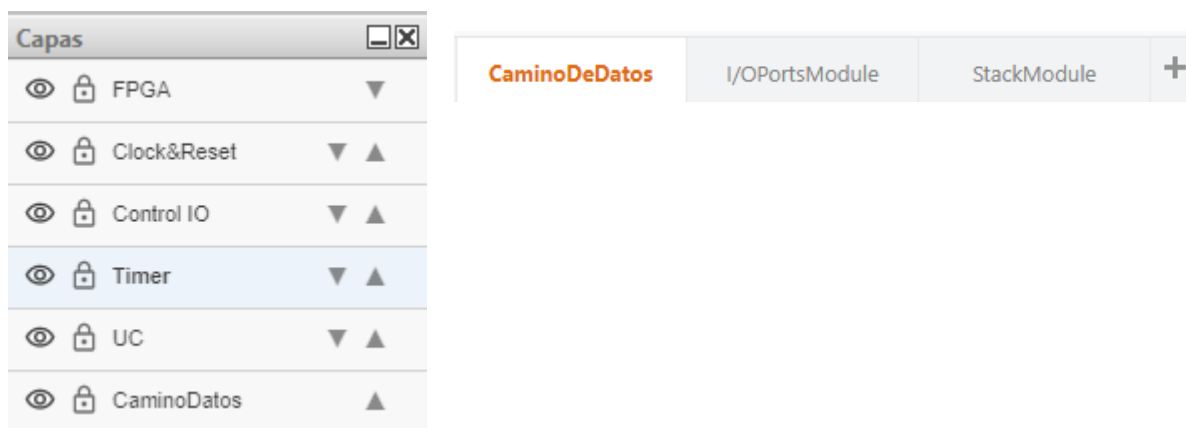 Capas
FPGA
Clock&Reset
Control IO
Timer
UC
CaminoDatos
CaminoDeDatos I/OPortsModule StackModule +